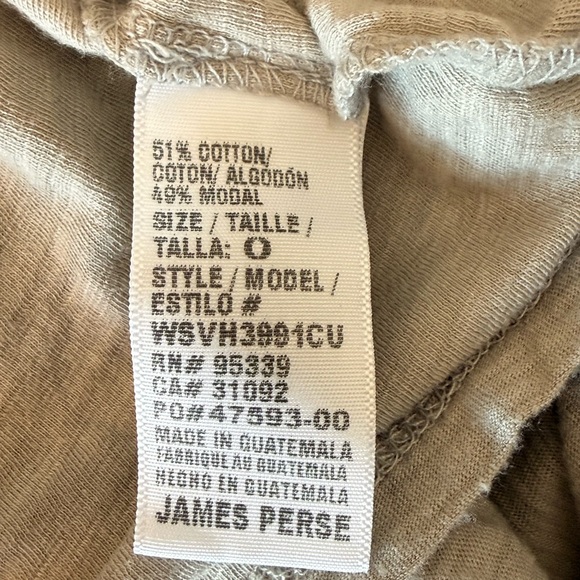 51% COTTON/
COTON/ ALGODÓN
49% MODAL
SIZE / TAILLE /
TALLA: 0
STYLE / MODEL /
ESTILO #
WSVH3991CU
RN# 95339
CA# 31092
PO#47593-00
MADE IN GUATEMALA
FABRIQUE AU GUATEMALA
HECHO EN GUATEMALA
JAMES PERSE